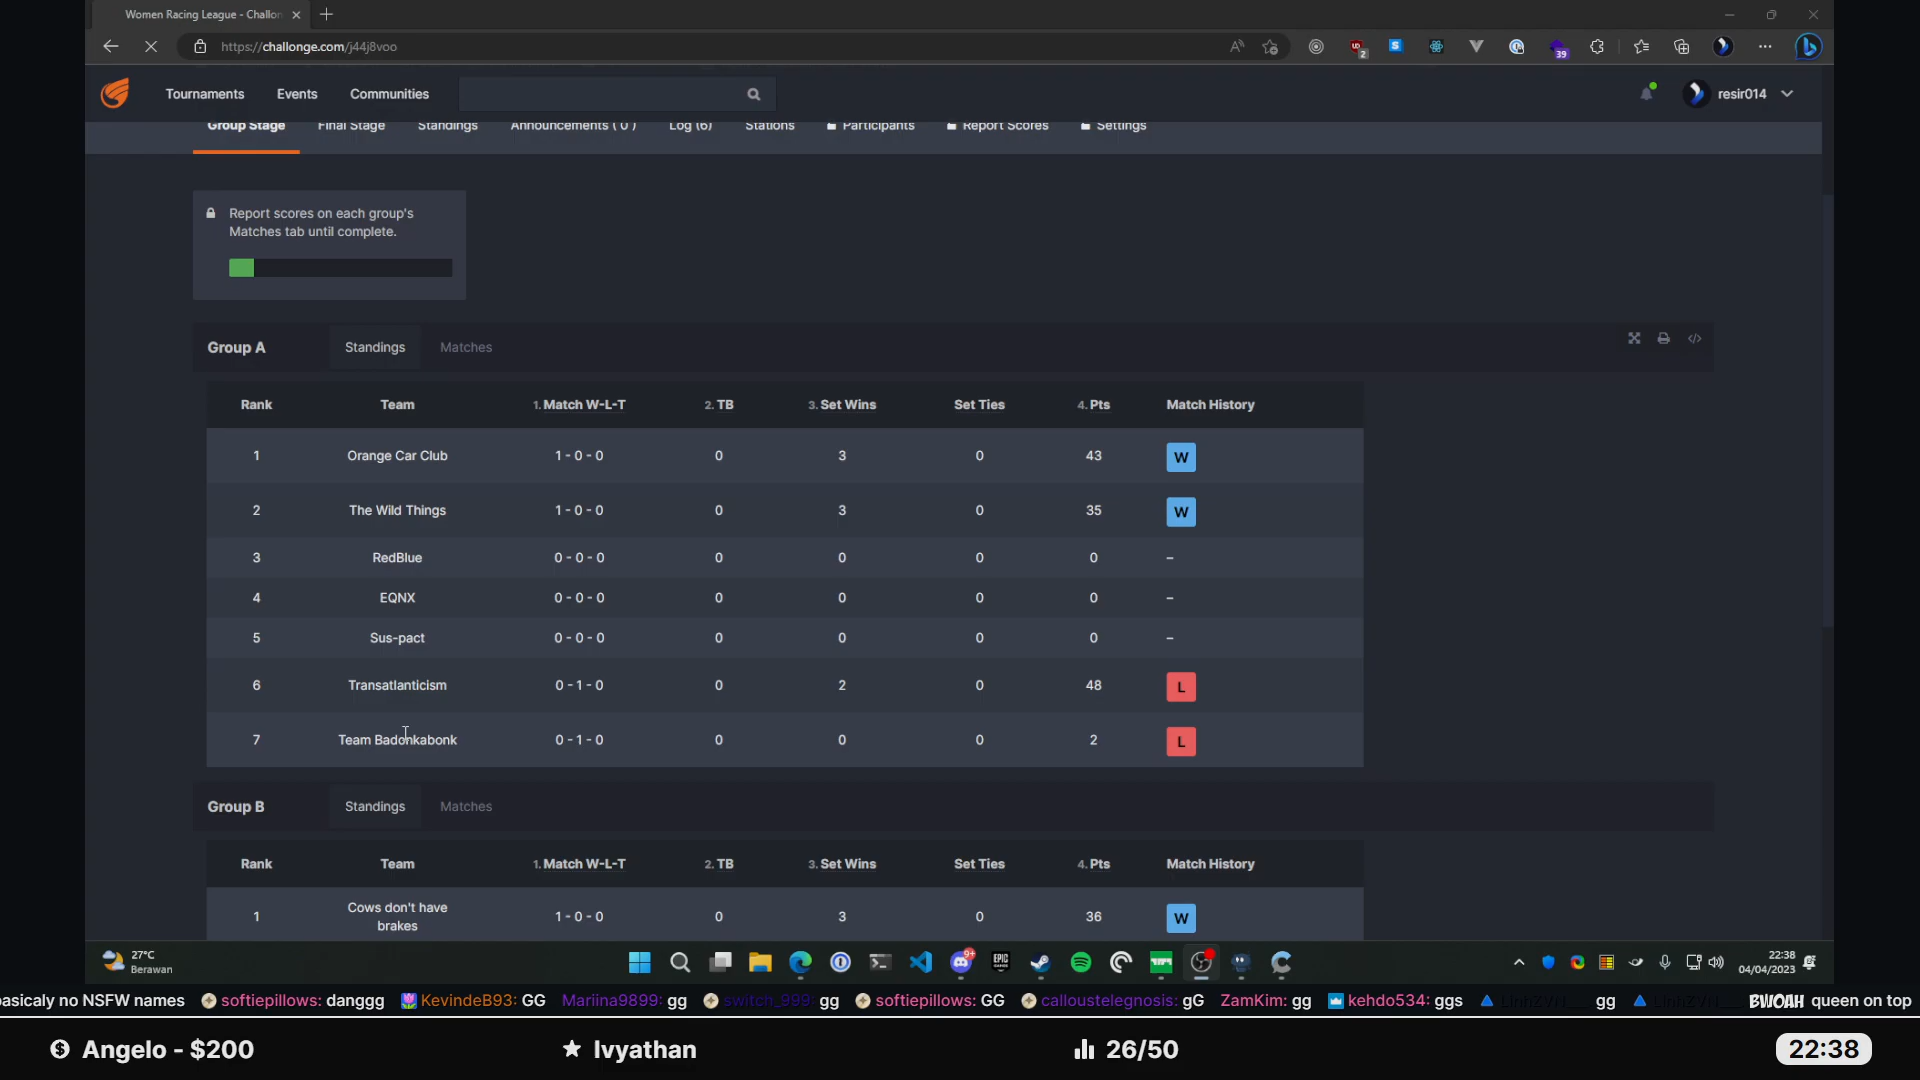 Women Racing League - Challon
https://challonge.com/j44j8voo
2
39
Tournaments Events Communities
resir014
Group Stage Final Stage Standings Announcements ( 0 ) Log (6) Stations Participants Report Scores Settings
Report scores on each group's
Matches tab until complete.
Group A Standings Matches
Rank Team 1. Match W-L-T 2. TB 3. Set Wins Set Ties 4. Pts Match History
1 Orange Car Club 1 - 0 - 0 0 3 0 43 W
2 The Wild Things 1 - 0 - 0 0 3 0 35 W
3 RedBlue 0 - 0 - 0 0 0 0 0 –
4 EQNX 0 - 0 - 0 0 0 0 0 –
5 Sus-pact 0 - 0 - 0 0 0 0 0 –
6 Transatlanticism 0 - 1 - 0 0 2 0 48 L
7 Team Badonkabonk 0 - 1 - 0 0 0 0 2 L
Group B Standings Matches
Rank Team 1. Match W-L-T 2. TB 3. Set Wins Set Ties 4. Pts Match History
1 Cows don't have brakes 1 - 0 - 0 0 3 0 36 W
27°C
Berawan
9+
EPIC
22:38
04/04/2023
basicaly no NSFW names softiepillows: danggg KevindeB93: GG Mariina9899: gg switch_999: gg softiepillows: GG calloustelegnosis: gG ZamKim: gg kehdo534: ggs gg BWOAH queen on top
Angelo - $200 Ivyathan 26/50 22:38